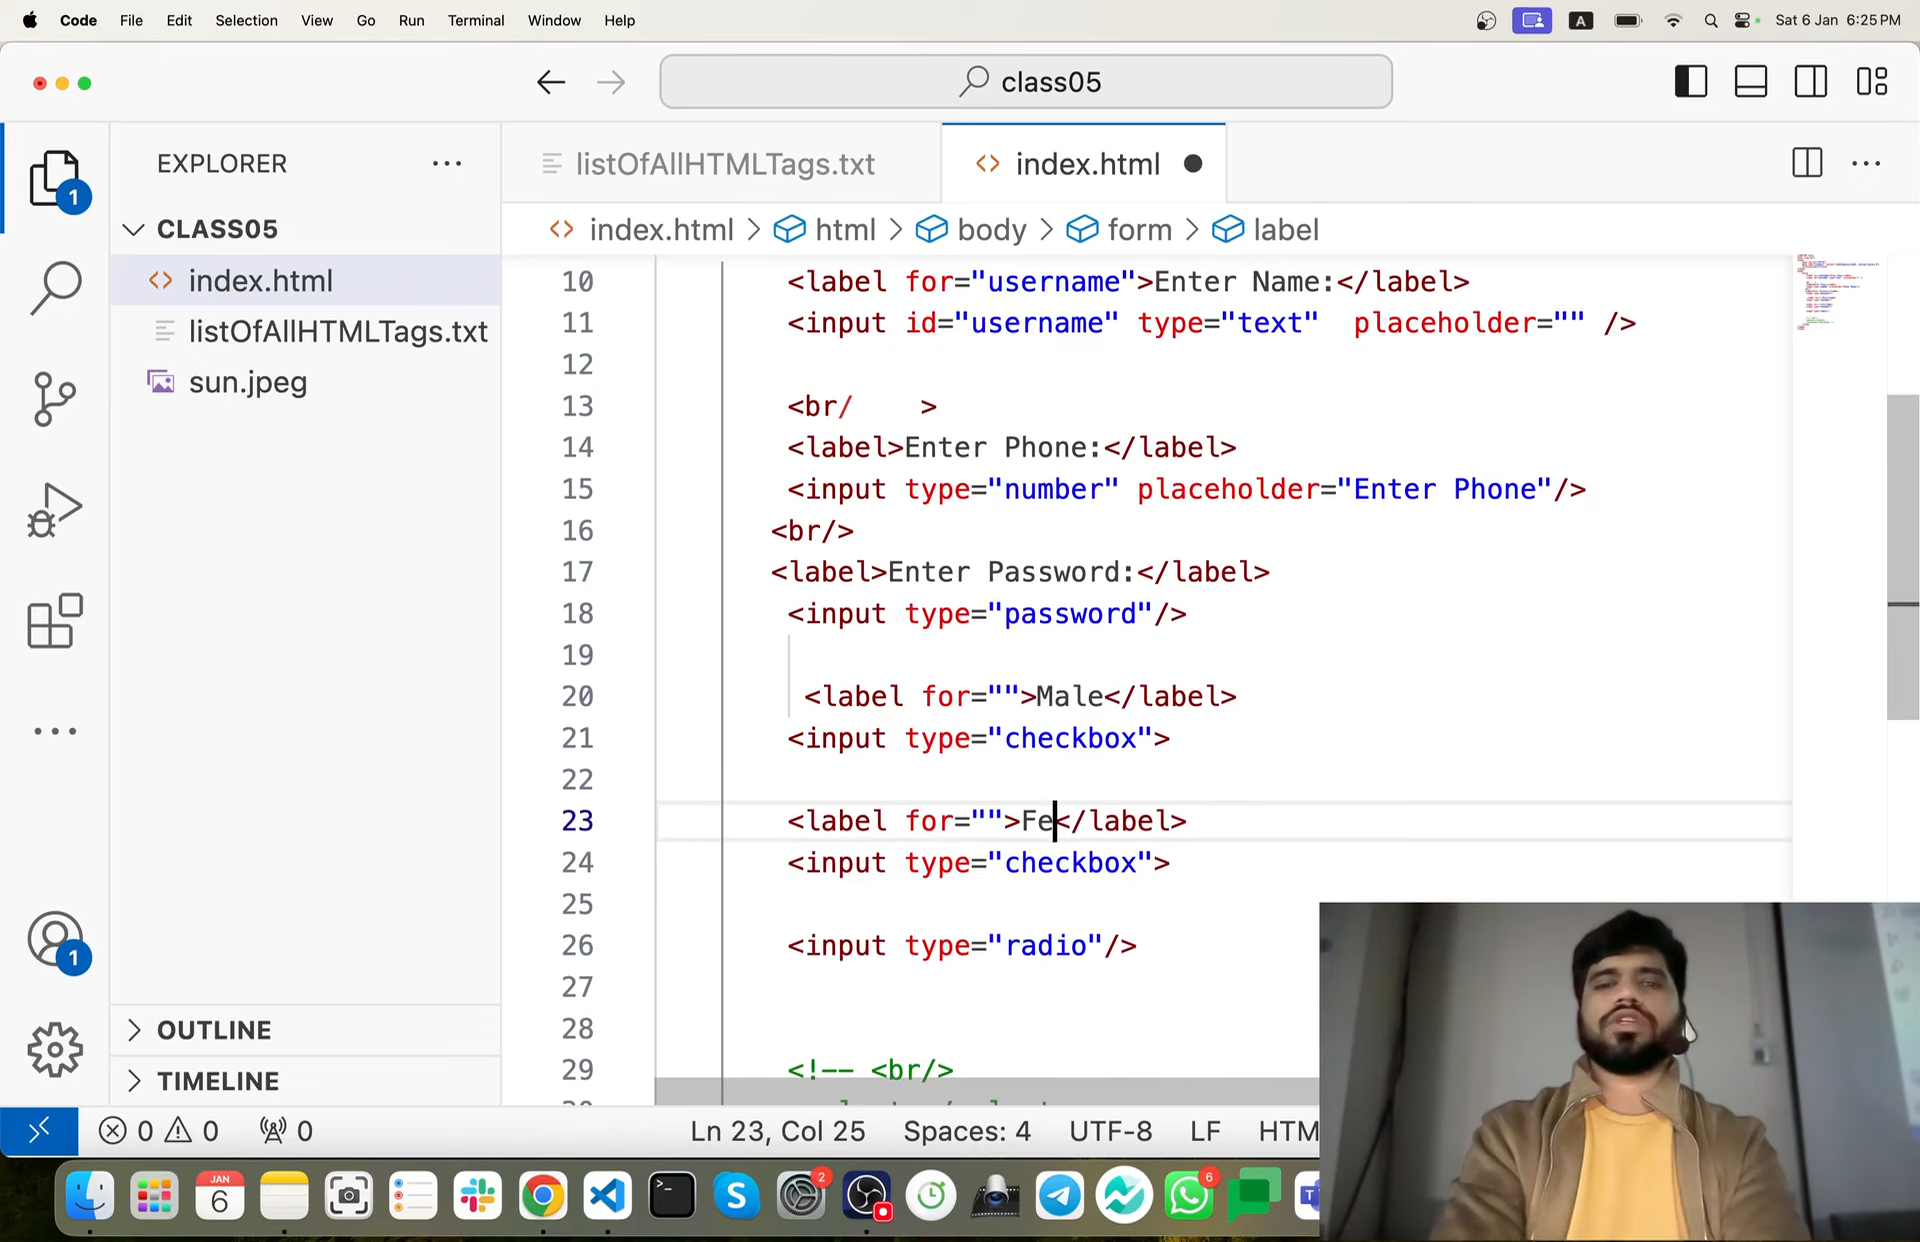 Code File Edit Selection View Go Run Terminal Window Help A Sat 6 Jan 6:25 PM
class05
EXPLORER ···
listOfAllHTMLTags.txt
index.html
CLASS05
index.html
listOfAllHTMLTags.txt
sun.jpeg
index.html > html > body > form > label
10 <label for="username">Enter Name:</label>
11 <input id="username" type="text" placeholder="" />
12
13 <br/ >
14 <label>Enter Phone:</label>
15 <input type="number" placeholder="Enter Phone"/>
16 <br/>
17 <label>Enter Password:</label>
18 <input type="password"/>
19
20 <label for="">Male</label>
21 <input type="checkbox">
22
23 <label for="">Fe</label>
24 <input type="checkbox">
25
26 <input type="radio"/>
27
28
29 <!-- <br/>
1
1
OUTLINE
TIMELINE
0 0 0
Ln 23, Col 25 Spaces: 4 UTF-8 LF HTM
JAN
6
S
2
6
T